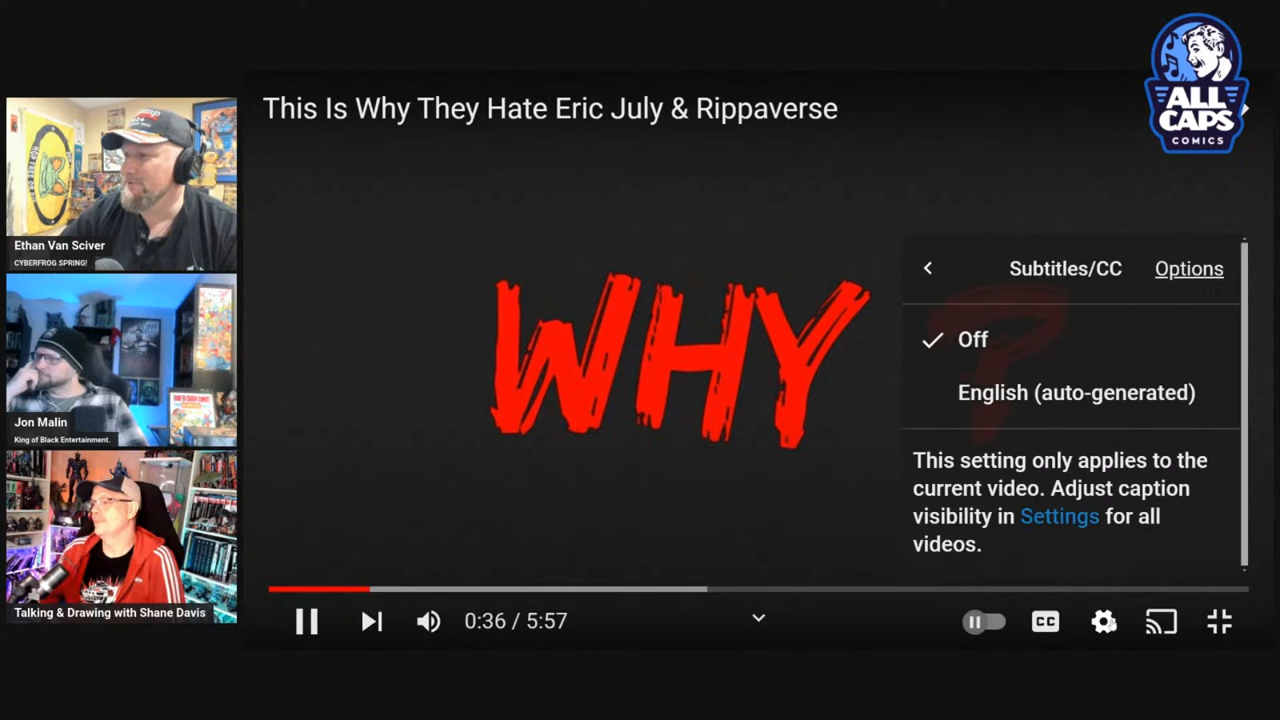 This Is Why They Hate Eric July & Rippaverse
ALL
CAPS
COMICS
Ethan Van Sciver
CYBERFROG SPRING!
Jon Malin
King of Black Entertainment.
Talking & Drawing with Shane Davis
WHY
?
Subtitles/CC
Options
Off
English (auto-generated)
This setting only applies to the
current video. Adjust caption
visibility in Settings for all
videos.
0:36 / 5:57
CC